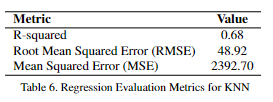 Metric Value
R-squared 0.68
Root Mean Squared Error (RMSE) 48.92
Mean Squared Error (MSE) 2392.70
Table 6. Regression Evaluation Metrics for KNN